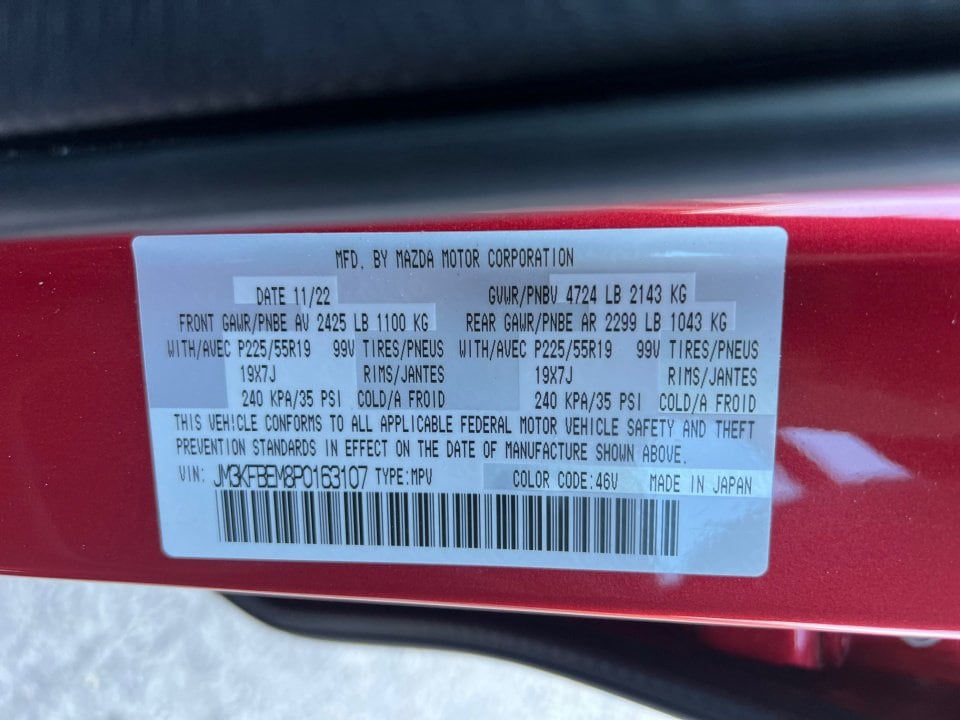 MFD. BY MAZDA MOTOR CORPORATION
DATE 11/22 GVWR/PNBV 4724 LB 2143 KG
FRONT GAWR/PNBE AV 2425 LB 1100 KG REAR GAWR/PNBE AR 2299 LB 1043 KG
WITH/AVEC P225/55R19 99V TIRES/PNEUS WITH/AVEC P225/55R19 99V TIRES/PNEUS
19X7J RIMS/JANTES 19X7J RIMS/JANTES
240 KPA/35 PSI COLD/A FROID 240 KPA/35 PSI COLD/A FROID
THIS VEHICLE CONFORMS TO ALL APPLICABLE FEDERAL MOTOR VEHICLE SAFETY AND THEFT
PREVENTION STANDARDS IN EFFECT ON THE DATE OF MANUFACTURE SHOWN ABOVE.
VIN: JM3KFBEM8P0163107 TYPE:MPV COLOR CODE:46V MADE IN JAPAN